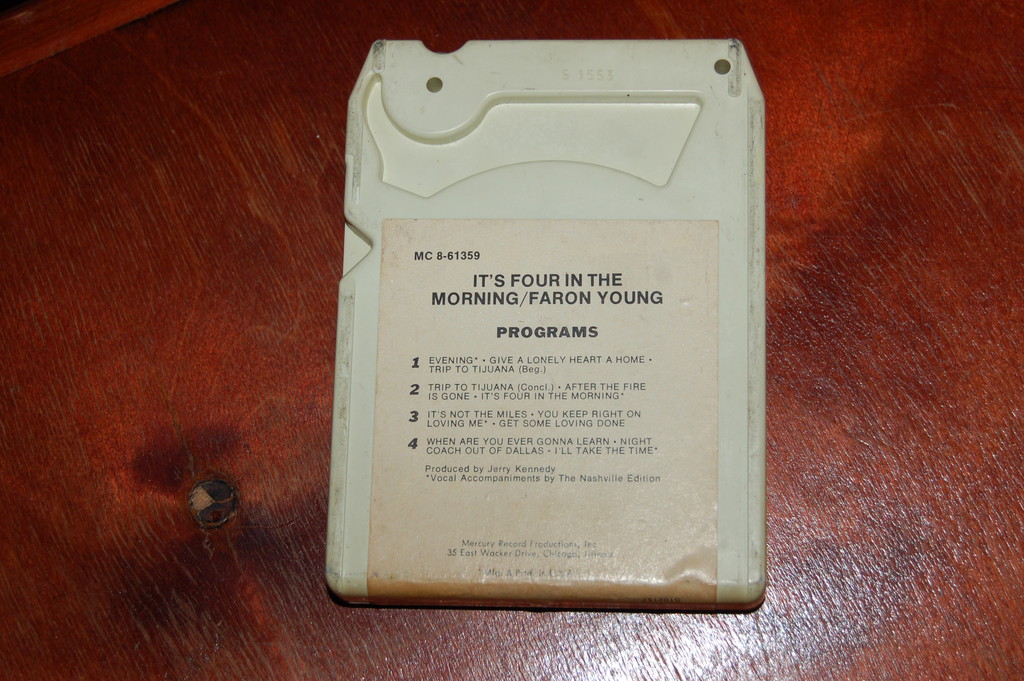 S 1553
MC 8-61359
IT'S FOUR IN THE
MORNING/FARON YOUNG
PROGRAMS
1 EVENING* • GIVE A LONELY HEART A HOME •
TRIP TO TIJUANA (Beg.)
2 TRIP TO TIJUANA (Concl.) • AFTER THE FIRE
IS GONE • IT'S FOUR IN THE MORNING*
3 IT'S NOT THE MILES • YOU KEEP RIGHT ON
LOVING ME* • GET SOME LOVING DONE
4 WHEN ARE YOU EVER GONNA LEARN • NIGHT
COACH OUT OF DALLAS • I'LL TAKE THE TIME*
Produced by Jerry Kennedy
*Vocal Accompaniments by The Nashville Edition
Mercury Record Productions, Inc.
35 East Wacker Drive, Chicago, Illinois